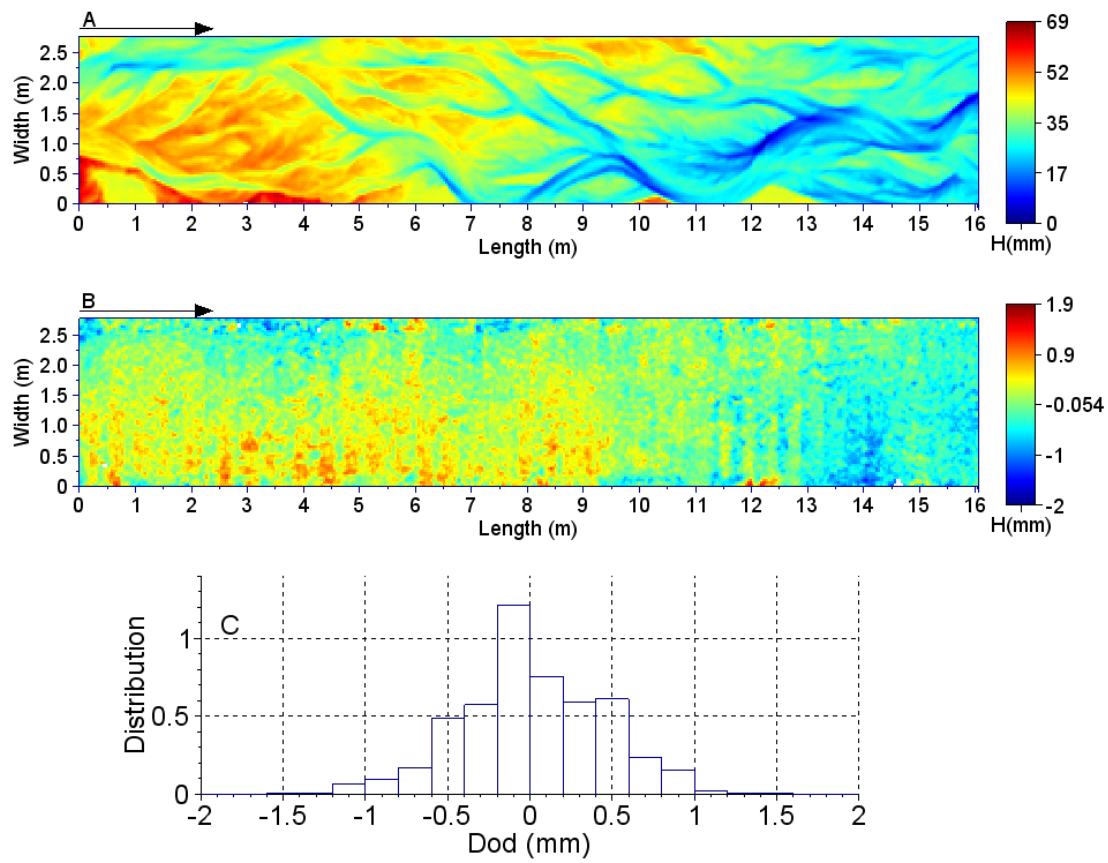 A
69
52
35
17
0
H(mm)
Width (m)
2.5
2.0
1.5
1.0
0.5
0
0 1 2 3 4 5 6 7 8 9 10 11 12 13 14 15 16
Length (m)
B
1.9
0.9
-0.054
-1
-2
H(mm)
Width (m)
2.5
2.0
1.5
1.0
0.5
0
0 1 2 3 4 5 6 7 8 9 10 11 12 13 14 15 16
Length (m)
C
Distribution
1
0.5
0
-2 -1.5 -1 -0.5 0 0.5 1 1.5 2
Dod (mm)